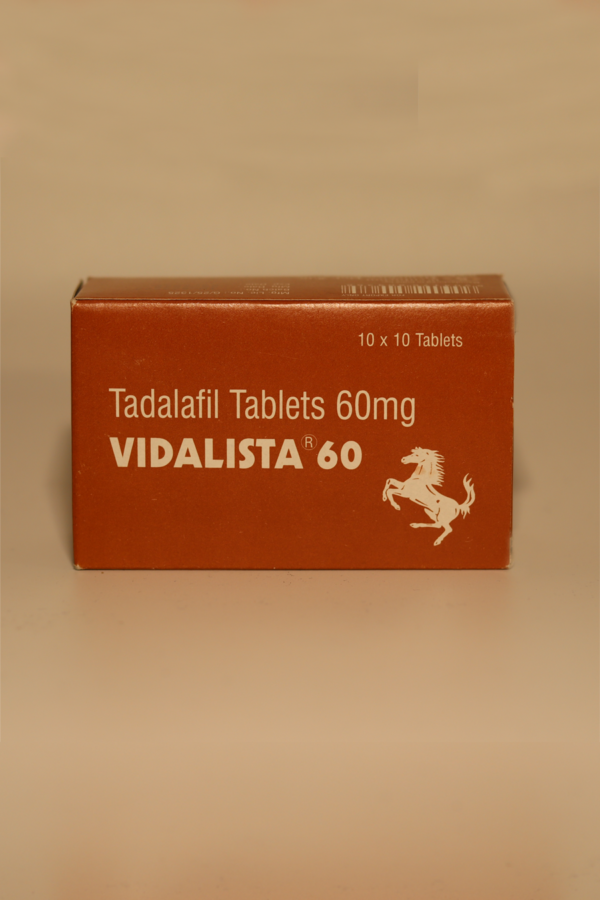 10 x 10 Tablets
Tadalafil Tablets 60mg
VIDALISTA® 60